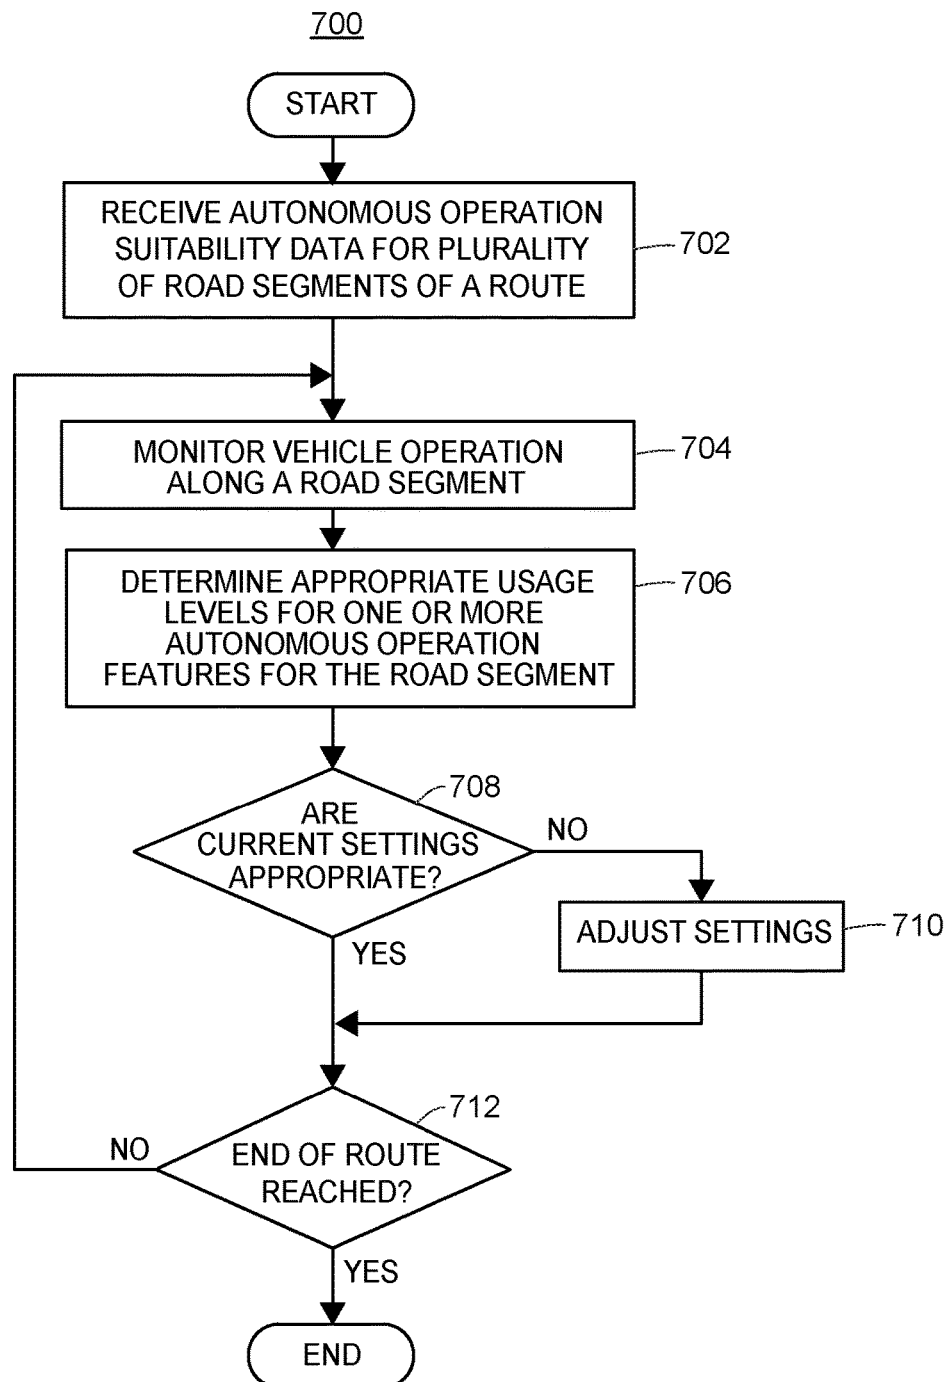 700
START
RECEIVE AUTONOMOUS OPERATION
SUITABILITY DATA FOR PLURALITY
OF ROAD SEGMENTS OF A ROUTE
702
MONITOR VEHICLE OPERATION
ALONG A ROAD SEGMENT
704
DETERMINE APPROPRIATE USAGE
LEVELS FOR ONE OR MORE
AUTONOMOUS OPERATION
FEATURES FOR THE ROAD SEGMENT
706
708
ARE
CURRENT SETTINGS
APPROPRIATE?
NO
ADJUST SETTINGS
710
YES
712
END OF ROUTE
REACHED?
NO
YES
END